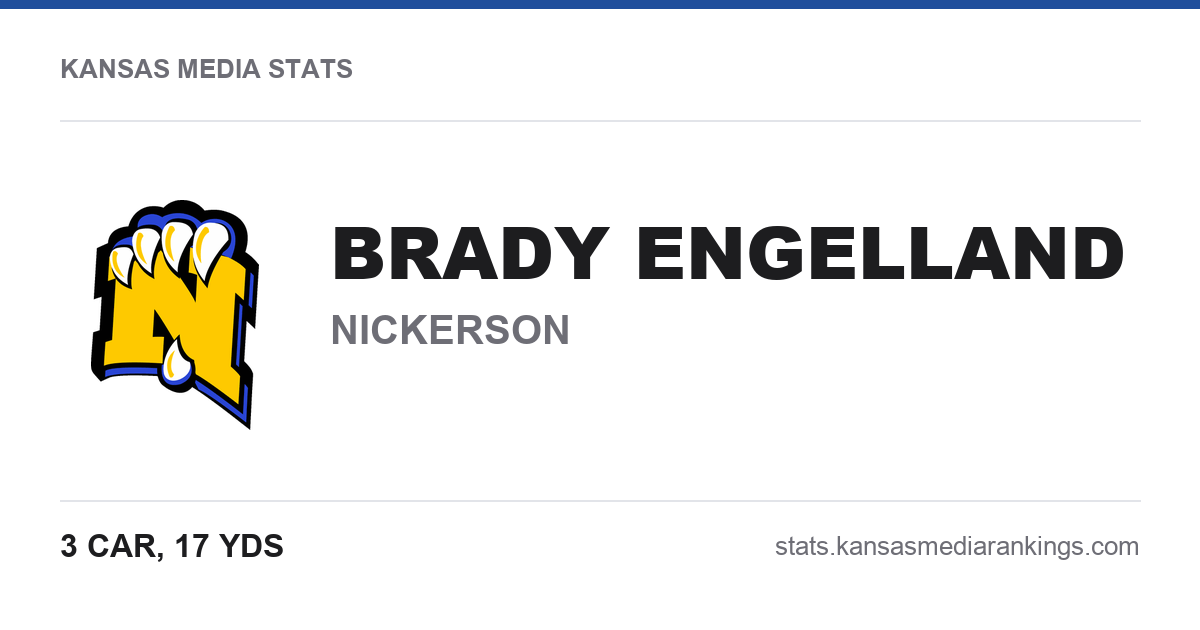 KANSAS MEDIA STATS
N
BRADY ENGELLAND
NICKERSON
3 CAR, 17 YDS
stats.kansasmediarankings.com